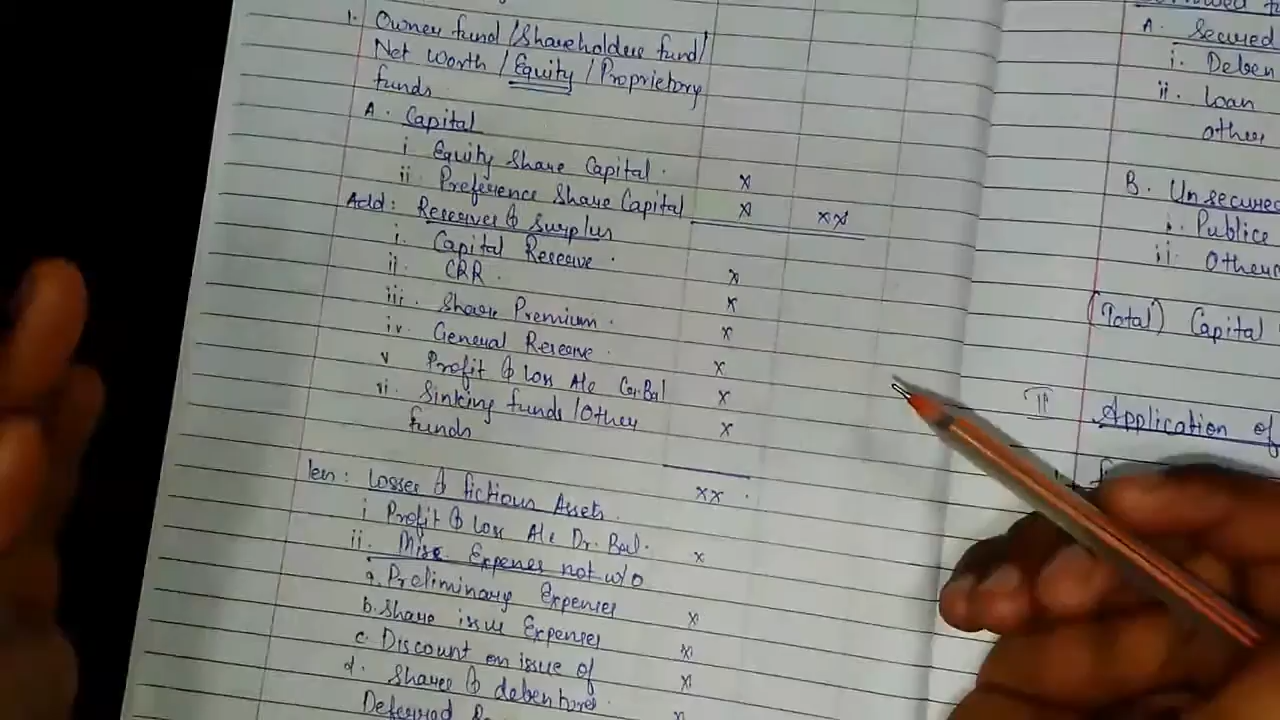 1. Owner fund / Shareholders fund /
Net Worth / Equity / Proprietory
funds
A. Capital
i Equity Share Capital. x
ii. Preference Share Capital x xx
Add: Reserves & Surplus
i. Capital Reserve. x
ii. CRR. x
iii. Share Premium. x
iv. General Reserve. x
v Profit & Loss A/c Cr. Bal x
vi. Sinking funds / Other
funds x
xx.
len: Losses & fictious Assets.
i Profit & Loss A/c Dr. Bal. x
ii. Misc. Expenses not w/o
a. Preliminary Expenses x
b. Share issue Expenses x
c. Discount on issue of x
d. Shares & debentures. x
Deferred
A. Secured
i. Deben
ii. Loan
other
B. Unsecured
i. Publice
ii. Others
(Total) Capital
II Application of